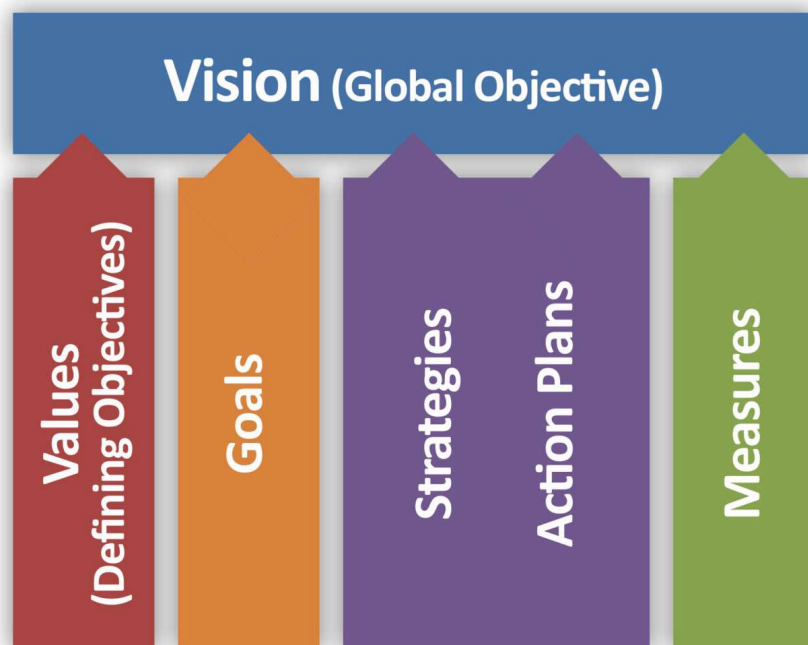 Vision (Global Objective)
Values
(Defining Objectives)
Goals
Strategies
Action Plans
Measures